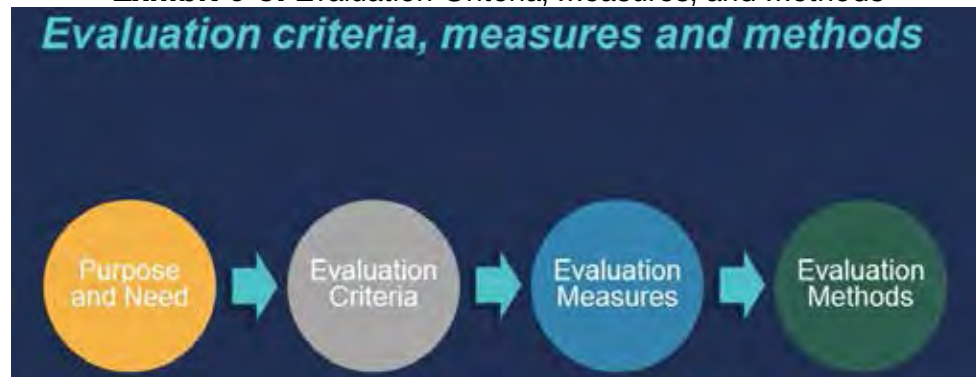 Evaluation Criteria, Measures, and Methods
Evaluation criteria, measures and methods
Purpose
and Need
Evaluation
Criteria
Evaluation
Measures
Evaluation
Methods